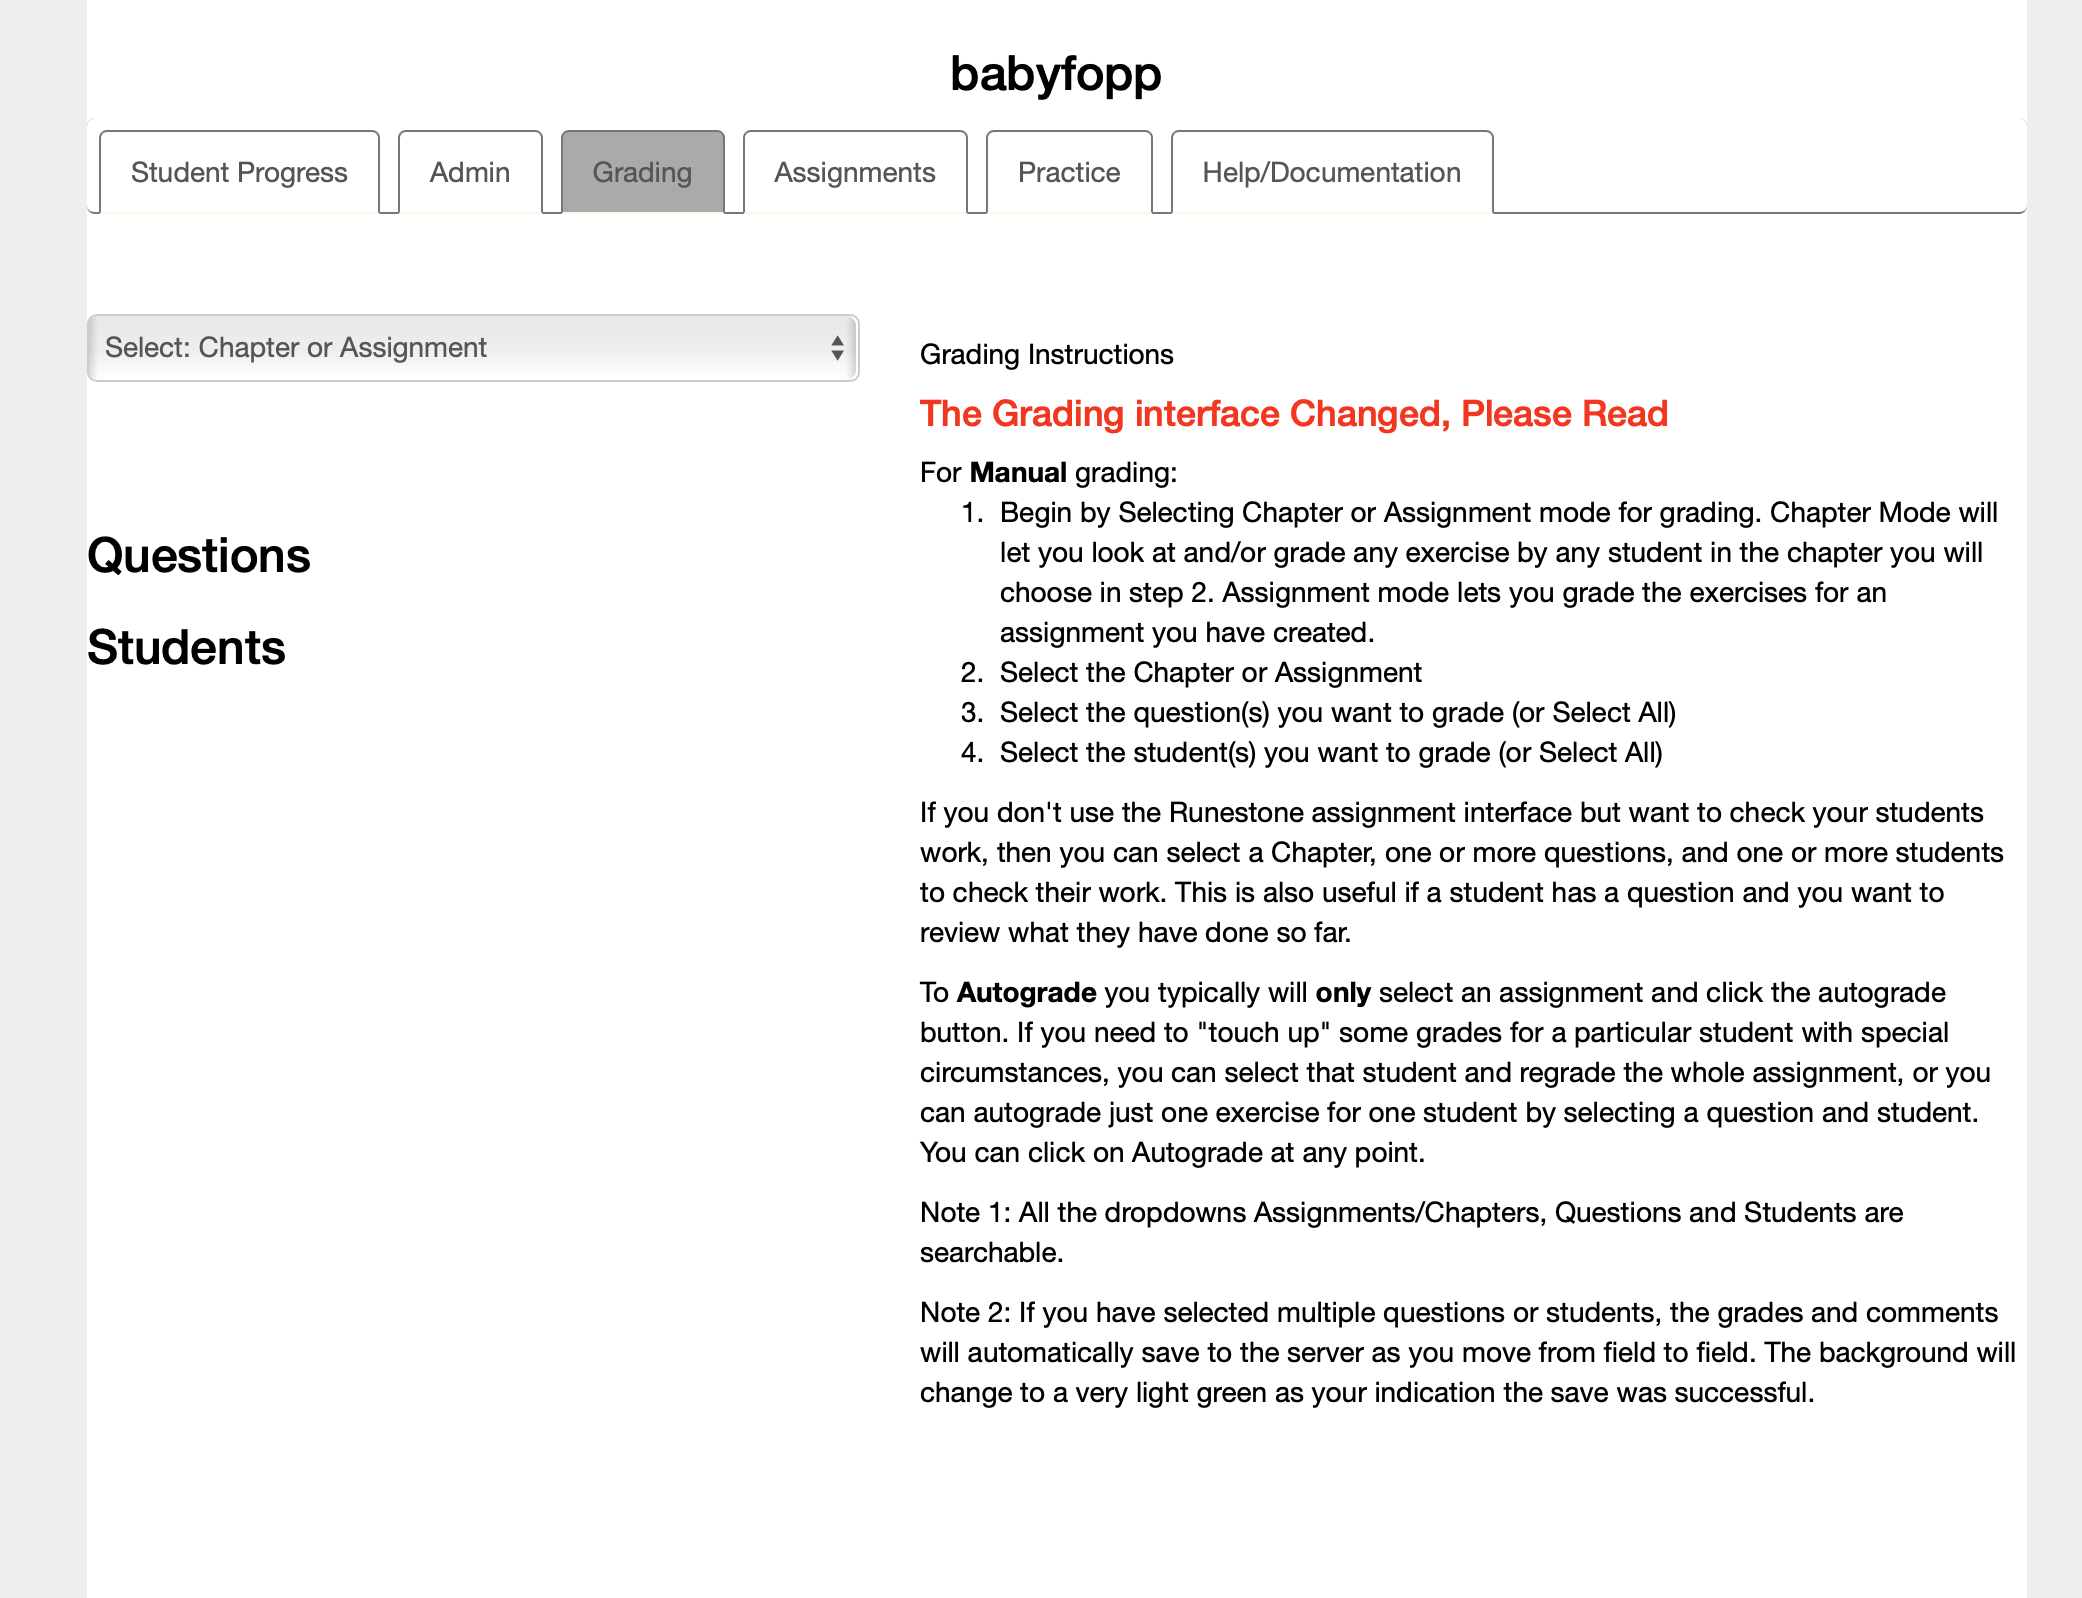 babyfopp
Student Progress
Admin
Grading
Assignments
Practice
Help/Documentation
Select: Chapter or Assignment
Questions
Students
Grading Instructions
The Grading interface Changed, Please Read
For Manual grading:
1. Begin by Selecting Chapter or Assignment mode for grading. Chapter Mode will
let you look at and/or grade any exercise by any student in the chapter you will
choose in step 2. Assignment mode lets you grade the exercises for an
assignment you have created.
2. Select the Chapter or Assignment
3. Select the question(s) you want to grade (or Select All)
4. Select the student(s) you want to grade (or Select All)
If you don't use the Runestone assignment interface but want to check your students
work, then you can select a Chapter, one or more questions, and one or more students
to check their work. This is also useful if a student has a question and you want to
review what they have done so far.
To Autograde you typically will only select an assignment and click the autograde
button. If you need to "touch up" some grades for a particular student with special
circumstances, you can select that student and regrade the whole assignment, or you
can autograde just one exercise for one student by selecting a question and student.
You can click on Autograde at any point.
Note 1: All the dropdowns Assignments/Chapters, Questions and Students are
searchable.
Note 2: If you have selected multiple questions or students, the grades and comments
will automatically save to the server as you move from field to field. The background will
change to a very light green as your indication the save was successful.